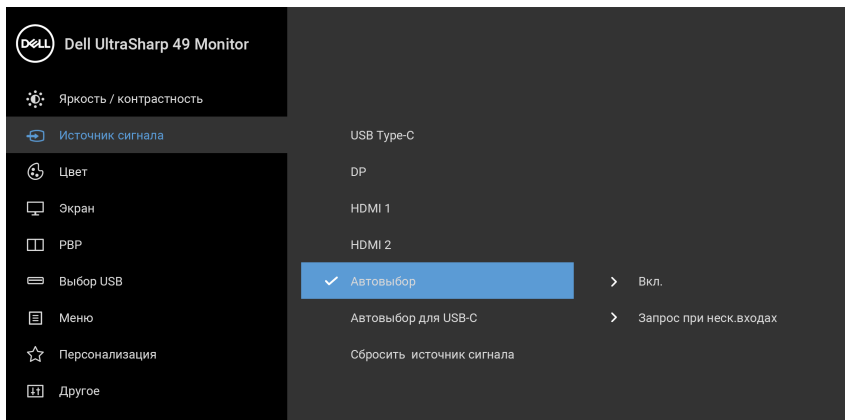 DELL Dell UltraSharp 49 Monitor
Яркость / контрастность
Источник сигнала USB Type-C
Цвет DP
Экран HDMI 1
PBP HDMI 2
Выбор USB Автовыбор Вкл.
Меню Автовыбор для USB-C Запрос при неск.входах
Персонализация Сбросить источник сигнала
Другое